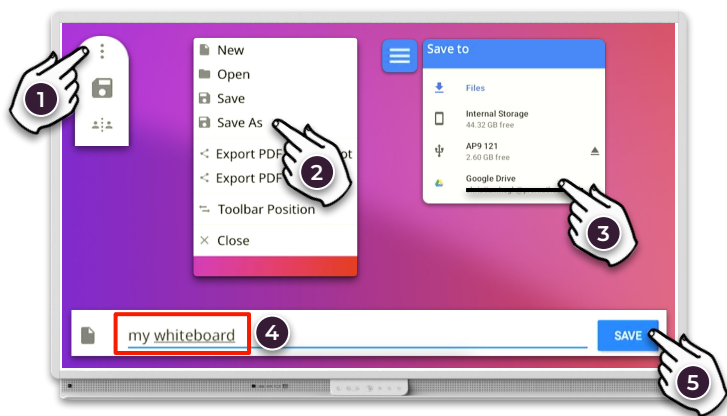 1
New
Open
Save
Save As
Export PDF
Export PDF
Toolbar Position
Close
2
Save to
Files
Internal Storage
44.32 GB free
AP9 121
2.60 GB free
Google Drive
3
my whiteboard
4
SAVE
5